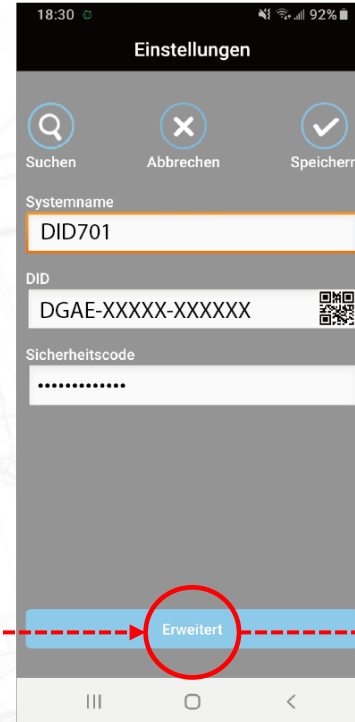 18:30 92%
Einstellungen
Suchen Abbrechen Speichern
Systemname
DID701
DID
DGAE-XXXXX-XXXXXX
Sicherheitscode
•••••••••••••
Erweitert